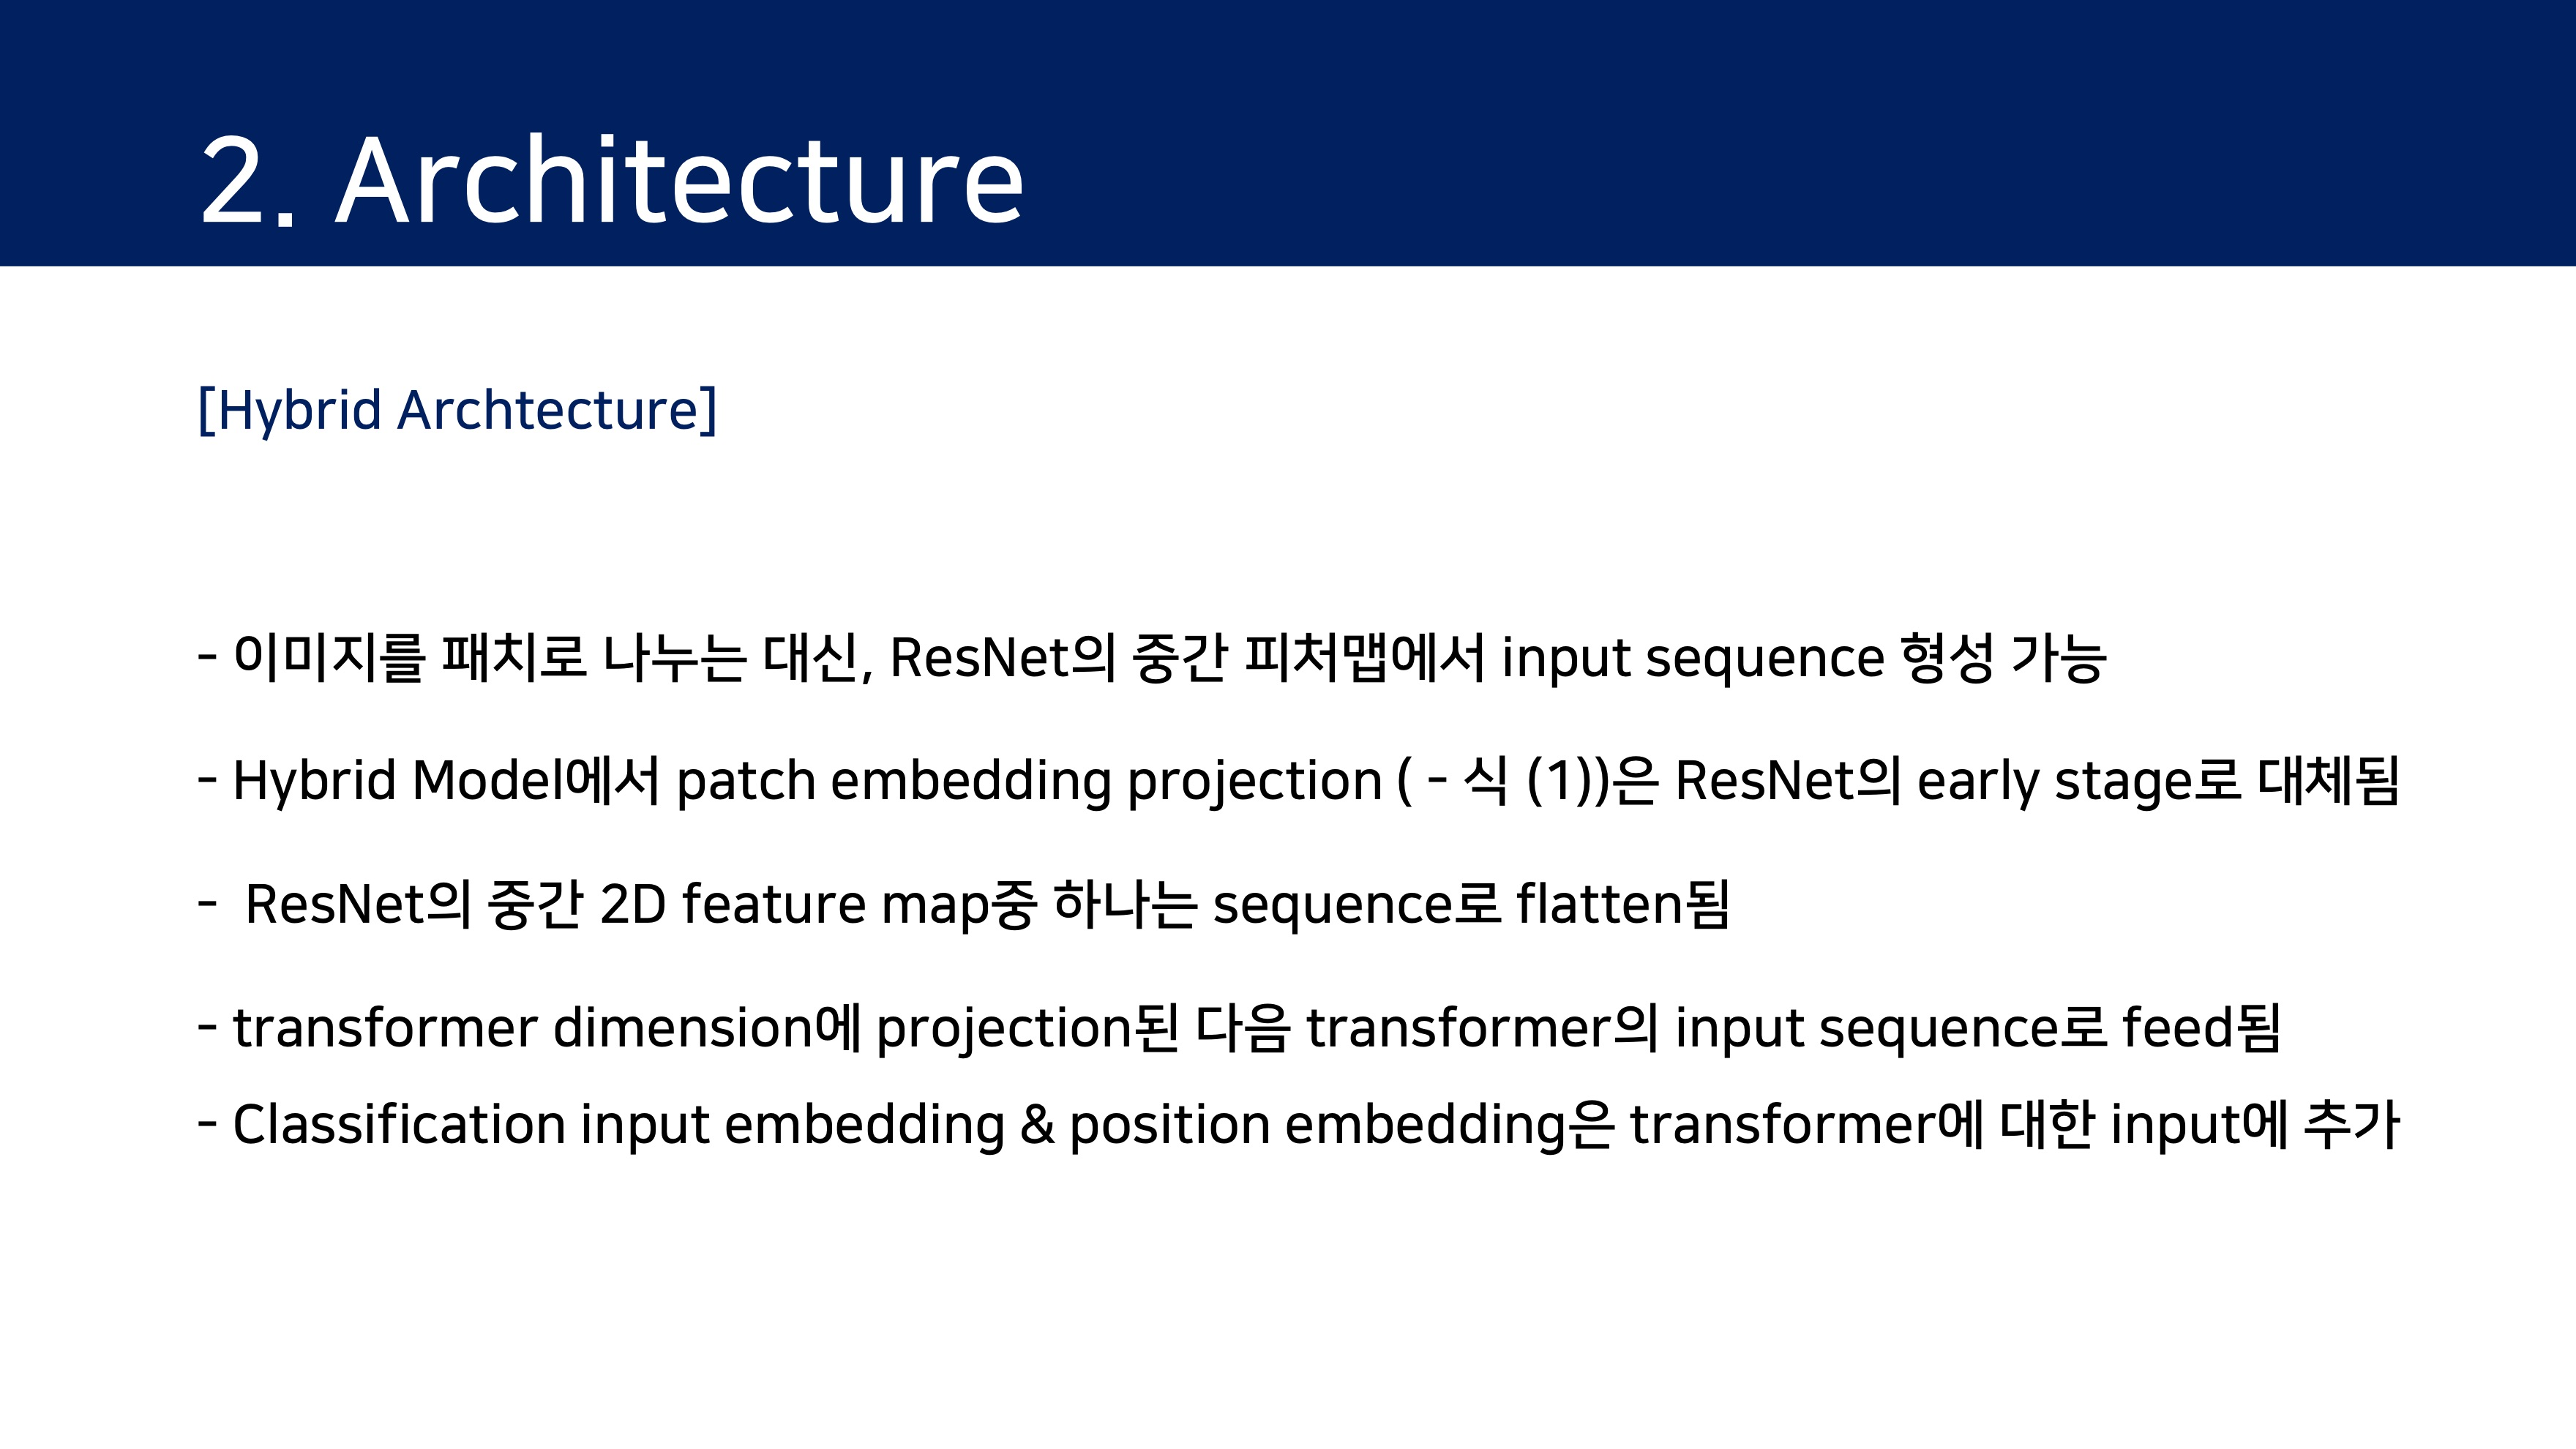 2. Architecture
[Hybrid Archtecture]
- 이미지를 패치로 나누는 대신, ResNet의 중간 피처맵에서 input sequence 형성 가능
- Hybrid Model에서 patch embedding projection ( - 식 (1))은 ResNet의 early stage로 대체됨
- ResNet의 중간 2D feature map중 하나는 sequence로 flatten됨
- transformer dimension에 projection된 다음 transformer의 input sequence로 feed됨
- Classification input embedding & position embedding은 transformer에 대한 input에 추가